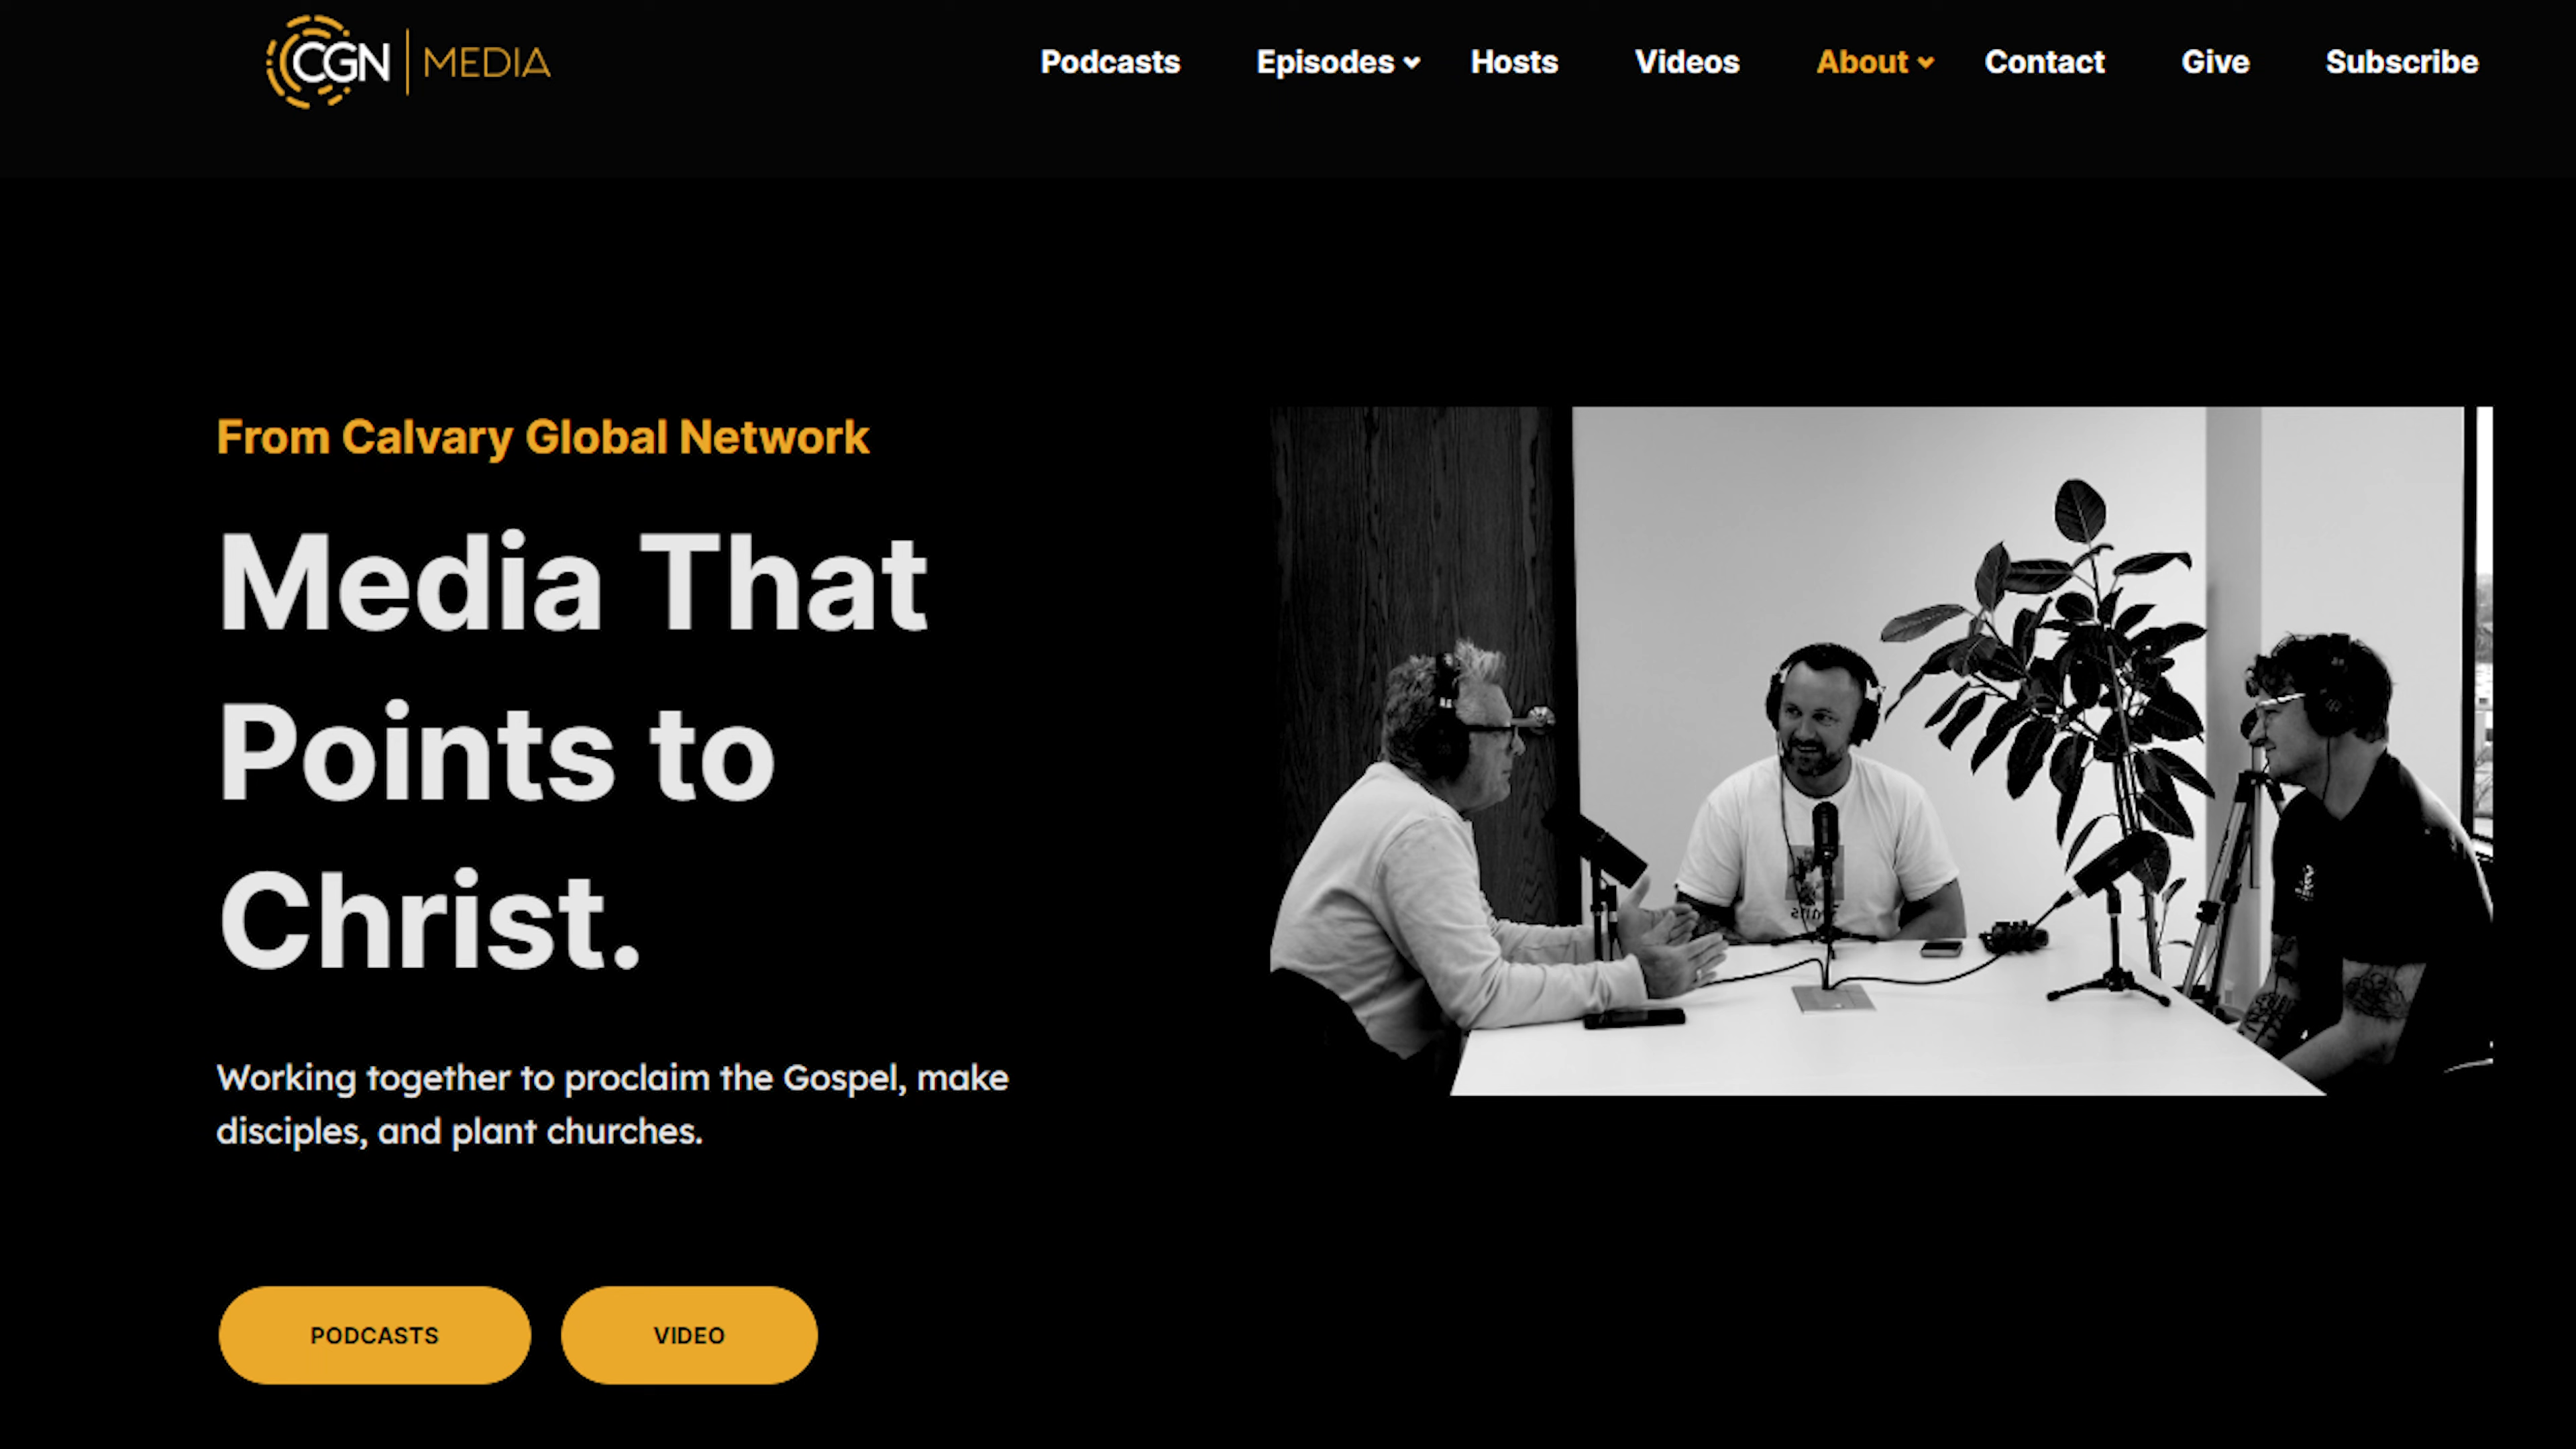 CGN MEDIA
Podcasts Episodes Hosts Videos About Contact Give Subscribe
From Calvary Global Network
Media That
Points to
Christ.
Working together to proclaim the Gospel, make
disciples, and plant churches.
PODCASTS VIDEO